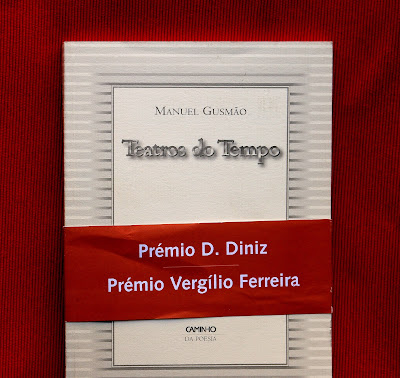 MANUEL GUSMÃO
Teatros do Tempo
Prémio D. Diniz
Prémio Vergílio Ferreira
CAMINHO
DA POESIA